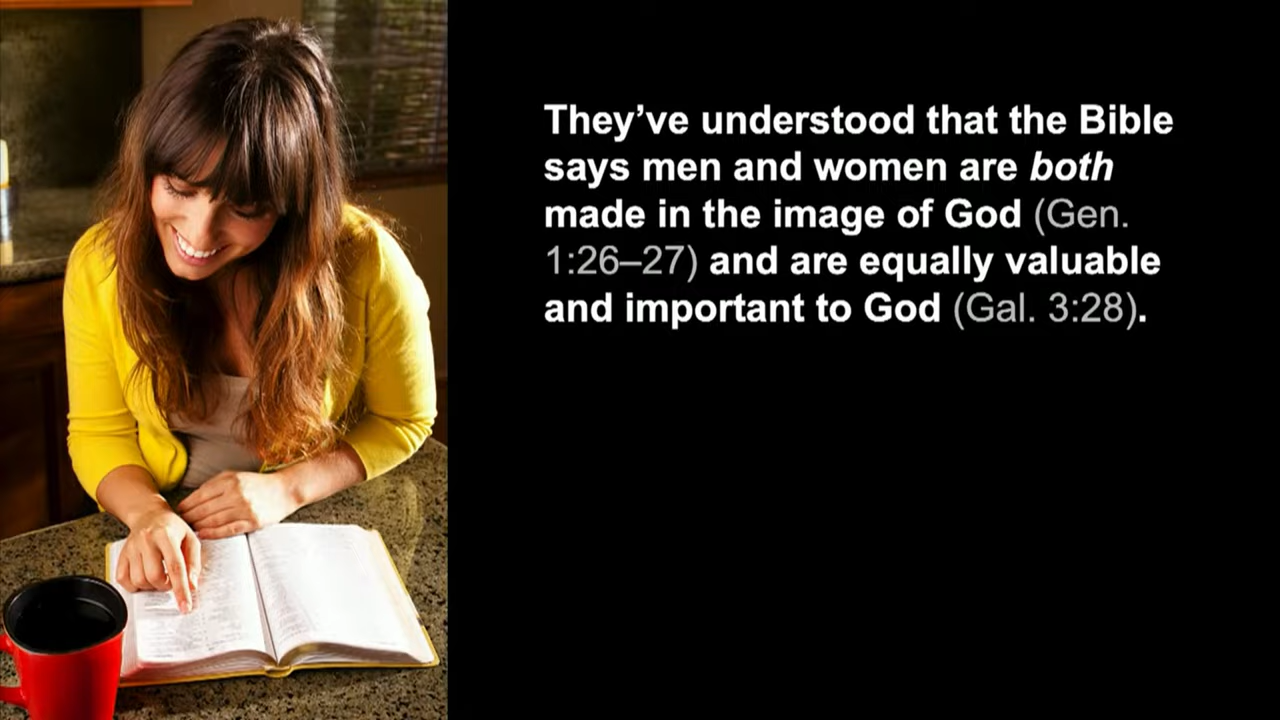 They’ve understood that the Bible
says men and women are both
made in the image of God (Gen.
1:26–27) and are equally valuable
and important to God (Gal. 3:28).